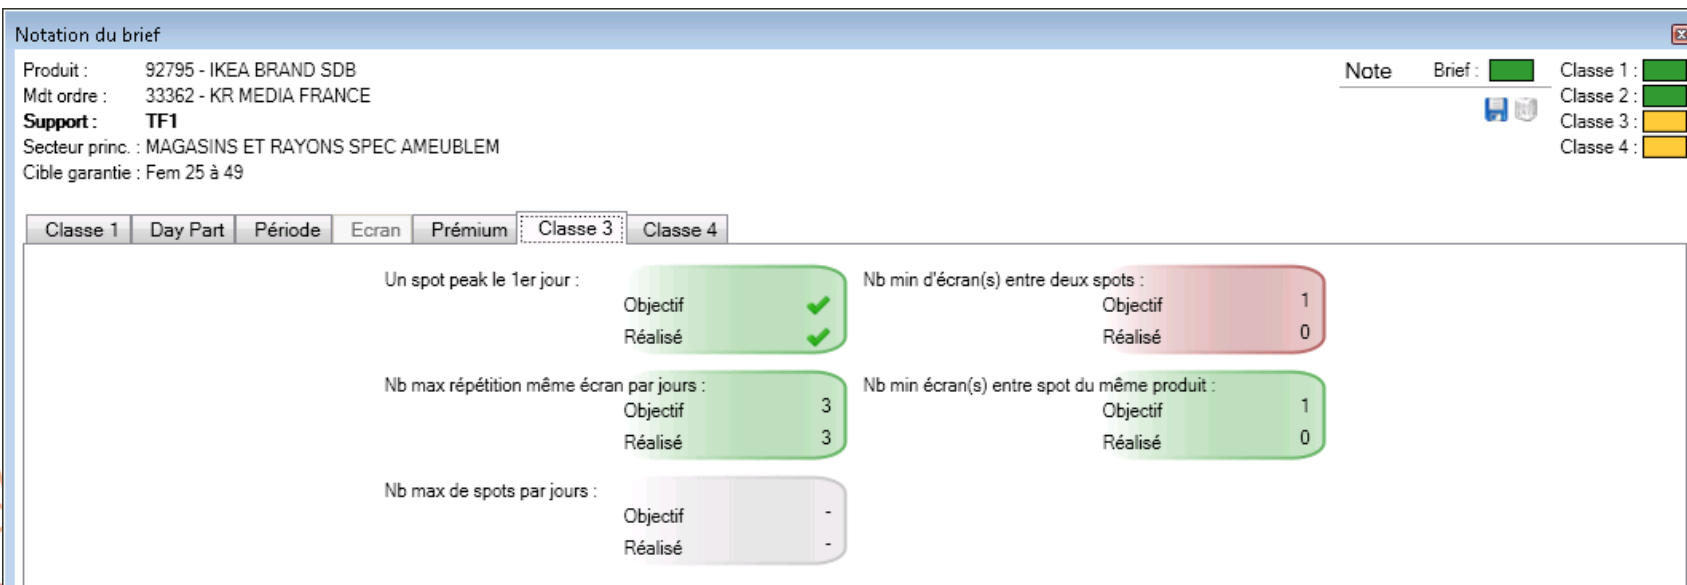 Notation du brief
Produit : 92795 - IKEA BRAND SDB
Mdt ordre : 33362 - KR MEDIA FRANCE
Support : TF1
Secteur princ. : MAGASINS ET RAYONS SPEC AMEUBLEM
Cible garantie : Fem 25 à 49
Note Brief :
Classe 1 :
Classe 2 :
Classe 3 :
Classe 4 :
Classe 1 Day Part Période Ecran Prémium Classe 3 Classe 4
Un spot peak le 1er jour :
Objectif
Réalisé
Nb min d'écran(s) entre deux spots :
Objectif 1
Réalisé 0
Nb max répétition même écran par jours :
Objectif 3
Réalisé 3
Nb min écran(s) entre spot du même produit :
Objectif 1
Réalisé 0
Nb max de spots par jours :
Objectif -
Réalisé -